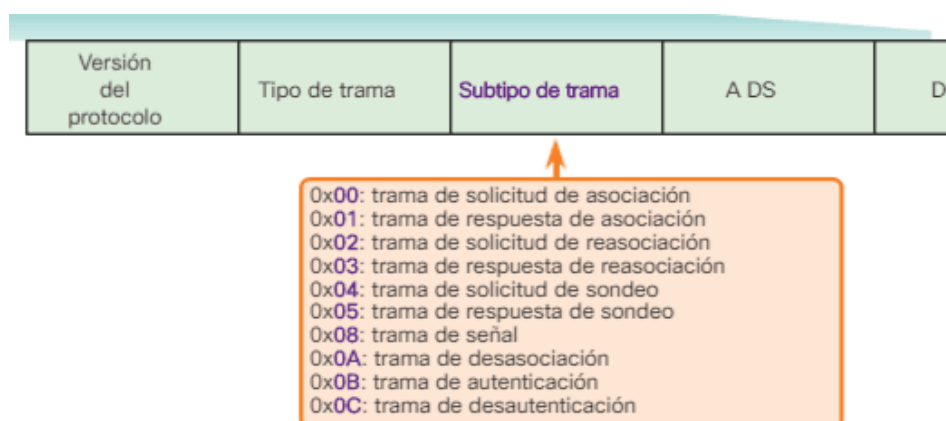 Versión
del
protocolo
Tipo de trama
Subtipo de trama
A DS
D
0x00: trama de solicitud de asociación
0x01: trama de respuesta de asociación
0x02: trama de solicitud de reasociación
0x03: trama de respuesta de reasociación
0x04: trama de solicitud de sondeo
0x05: trama de respuesta de sondeo
0x08: trama de señal
0x0A: trama de desasociación
0x0B: trama de autenticación
0x0C: trama de desautenticación